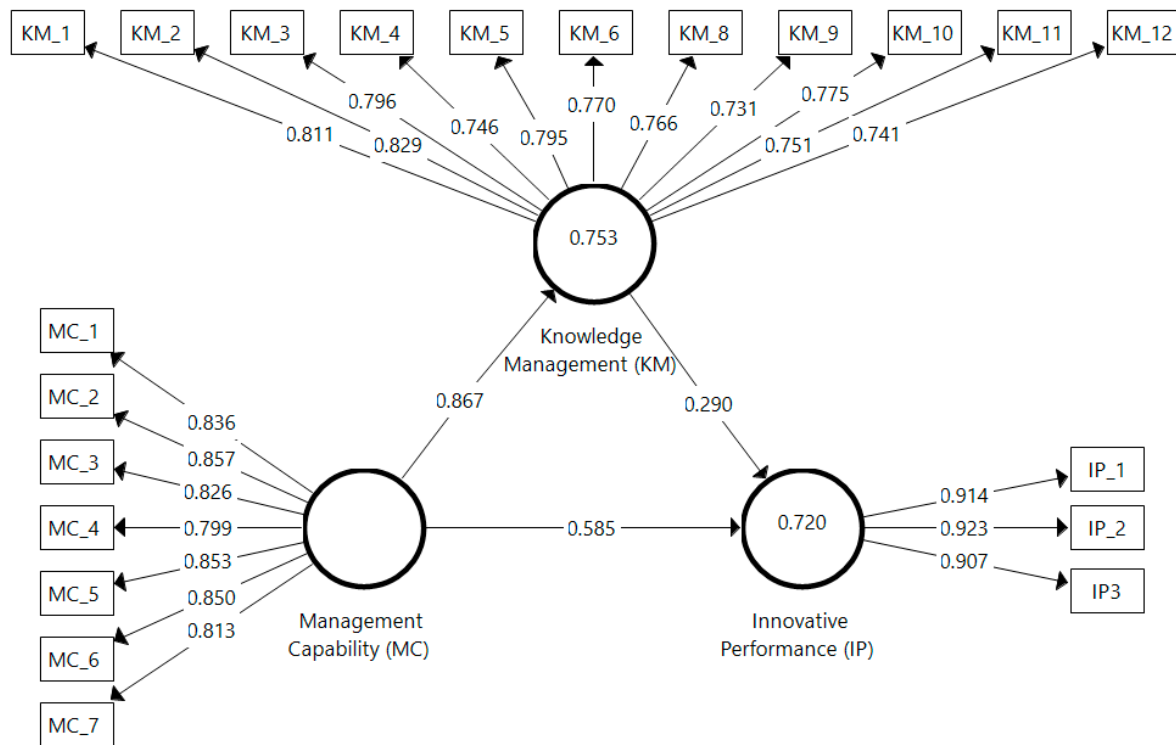 KM_1
KM_2
KM_3
KM_4
KM_5
KM_6
KM_8
KM_9
KM_10
KM_11
KM_12
0.811
0.829
0.796
0.746
0.795
0.770
0.766
0.731
0.775
0.751
0.741
0.753
Knowledge
Management (KM)
0.867
0.290
MC_1
MC_2
MC_3
MC_4
MC_5
MC_6
MC_7
0.836
0.857
0.826
0.799
0.853
0.850
0.813
Management
Capability (MC)
0.585
0.720
Innovative
Performance (IP)
0.914
0.923
0.907
IP_1
IP_2
IP3